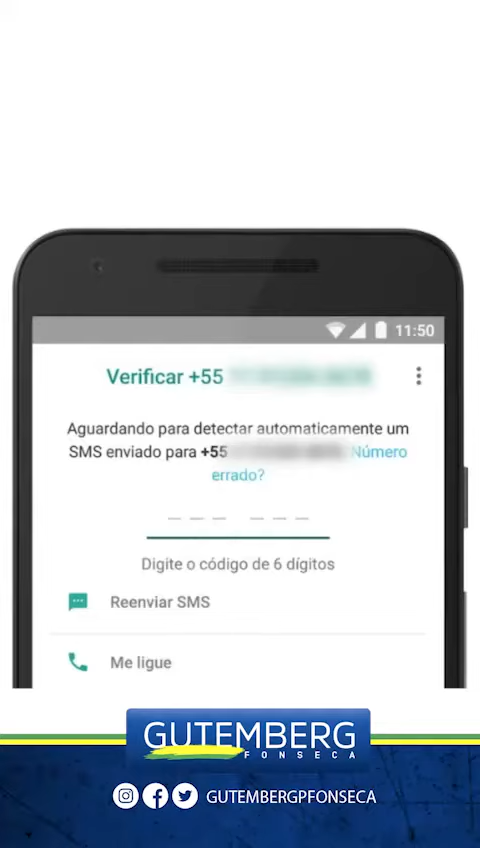 11:50
Verificar +55
Aguardando para detectar automaticamente um
SMS enviado para +55 Número
errado?
Digite o código de 6 dígitos
Reenviar SMS
Me ligue
GUTEMBERG
FONSECA
GUTEMBERGPFONSECA